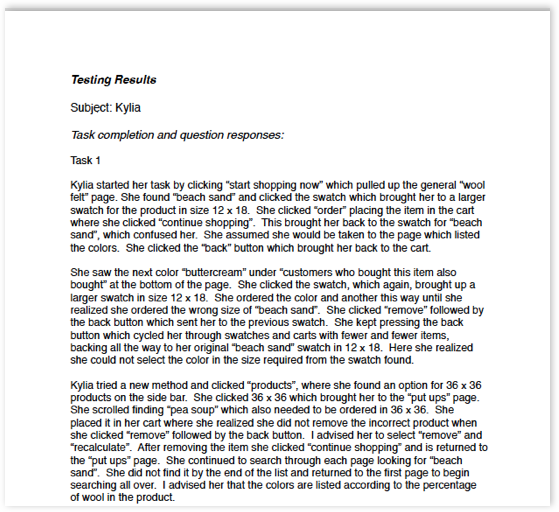 Testing Results
Subject: Kylia
Task completion and question responses:
Task 1
Kylia started her task by clicking “start shopping now” which pulled up the general “wool
felt” page. She found “beach sand” and clicked the swatch which brought her to a larger
swatch for the product in size 12 x 18.  She clicked “order” placing the item in the cart
where she clicked “continue shopping”.  This brought her back to the swatch for “beach
sand”, which confused her.  She assumed she would be taken to the page which listed
the colors.  She clicked the “back” button which brought her back to the cart.
She saw the next color “buttercream” under “customers who bought this item also
bought” at the bottom of the page.  She clicked the swatch, which again, brought up a
larger swatch in size 12 x 18.  She ordered the color and another this way until she
realized she ordered the wrong size of “beach sand”.  She clicked “remove” followed by
the back button which sent her to the previous swatch.  She kept pressing the back
button which cycled her through swatches and carts with fewer and fewer items,
backing all the way to her original “beach sand” swatch in 12 x 18.  Here she realized
she could not select the color in the size required from the swatch found.
Kylia tried a new method and clicked “products”, where she found an option for 36 x 36
products on the side bar.  She clicked 36 x 36 which brought her to the “put ups” page.
She scrolled finding “pea soup” which also needed to be ordered in 36 x 36.  She
placed it in her cart where she realized she did not remove the incorrect product when
she clicked “remove” followed by the back button.  I advised her to select “remove” and
“recalculate”.  After removing the item she clicked “continue shopping” and is returned to
the “put ups” page.  She continued to search through each page looking for “beach
sand”.  She did not find it by the end of the list and returned to the first page to begin
searching all over.  I advised her that the colors are listed according to the percentage
of wool in the product.